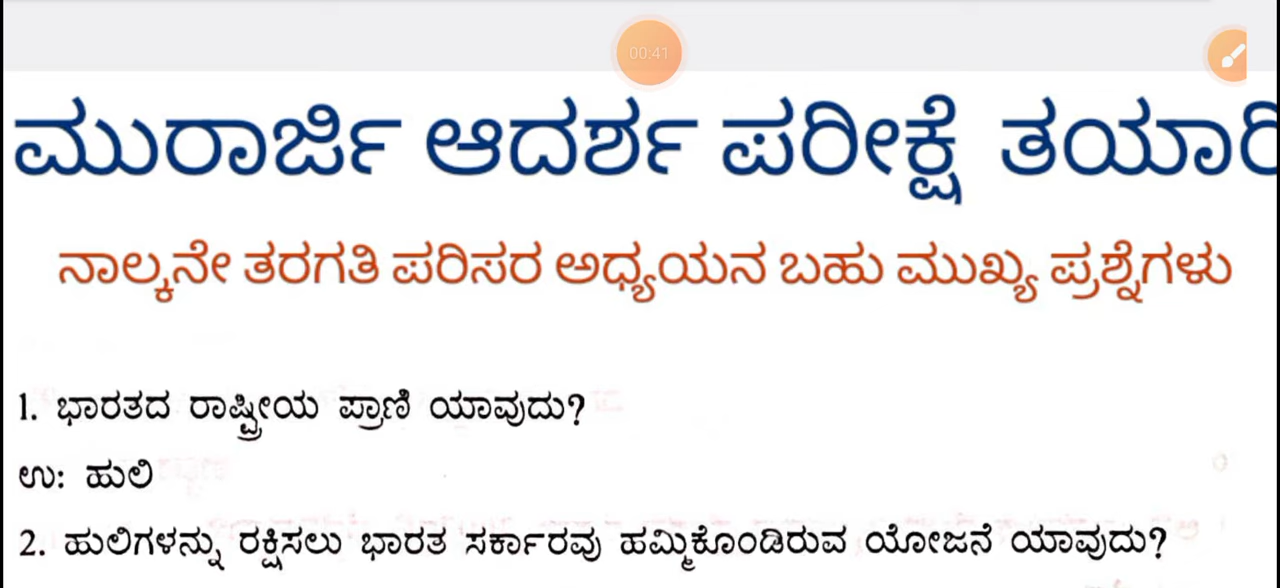 00:41
ಮುರಾರ್ಜಿ ಆದರ್ಶ ಪರೀಕ್ಷೆ ತಯಾರಿ
ನಾಲ್ಕನೇ ತರಗತಿ ಪರಿಸರ ಅಧ್ಯಯನ ಬಹು ಮುಖ್ಯ ಪ್ರಶ್ನೆಗಳು
1. ಭಾರತದ ರಾಷ್ಟ್ರೀಯ ಪ್ರಾಣಿ ಯಾವುದು?
ಉ: ಹುಲಿ
2. ಹುಲಿಗಳನ್ನು ರಕ್ಷಿಸಲು ಭಾರತ ಸರ್ಕಾರವು ಹಮ್ಮಿಕೊಂಡಿರುವ ಯೋಜನೆ ಯಾವುದು?